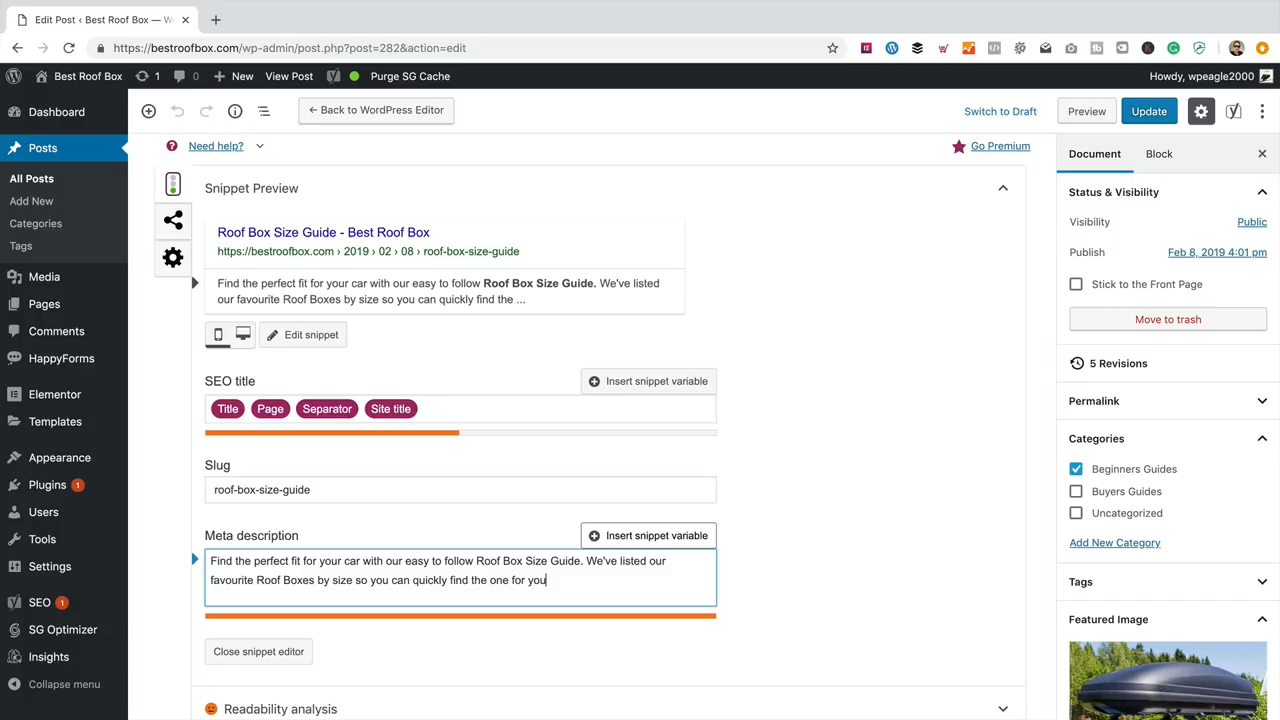 Edit Post ‹ Best Roof Box — W
https://bestroofbox.com/wp-admin/post.php?post=282&action=edit
Best Roof Box
1
0
New
View Post
Purge SG Cache
Howdy, wpeagle2000
Dashboard
Posts
All Posts
Add New
Categories
Tags
Media
Pages
Comments
HappyForms
Elementor
Templates
Appearance
Plugins 1
Users
Tools
Settings
SEO 1
SG Optimizer
Insights
Collapse menu
← Back to WordPress Editor
Switch to Draft
Preview
Update
Need help?
Go Premium
Snippet Preview
Roof Box Size Guide - Best Roof Box
https://bestroofbox.com › 2019 › 02 › 08 › roof-box-size-guide
Find the perfect fit for your car with our easy to follow Roof Box Size Guide. We've listed
our favourite Roof Boxes by size so you can quickly find the ...
Edit snippet
SEO title
Insert snippet variable
Title
Page
Separator
Site title
Slug
roof-box-size-guide
Meta description
Insert snippet variable
Find the perfect fit for your car with our easy to follow Roof Box Size Guide. We've listed our
favourite Roof Boxes by size so you can quickly find the one for you
Close snippet editor
Readability analysis
Document
Block
Status & Visibility
Visibility
Public
Publish
Feb 8, 2019 4:01 pm
Stick to the Front Page
Move to trash
5 Revisions
Permalink
Categories
Beginners Guides
Buyers Guides
Uncategorized
Add New Category
Tags
Featured Image